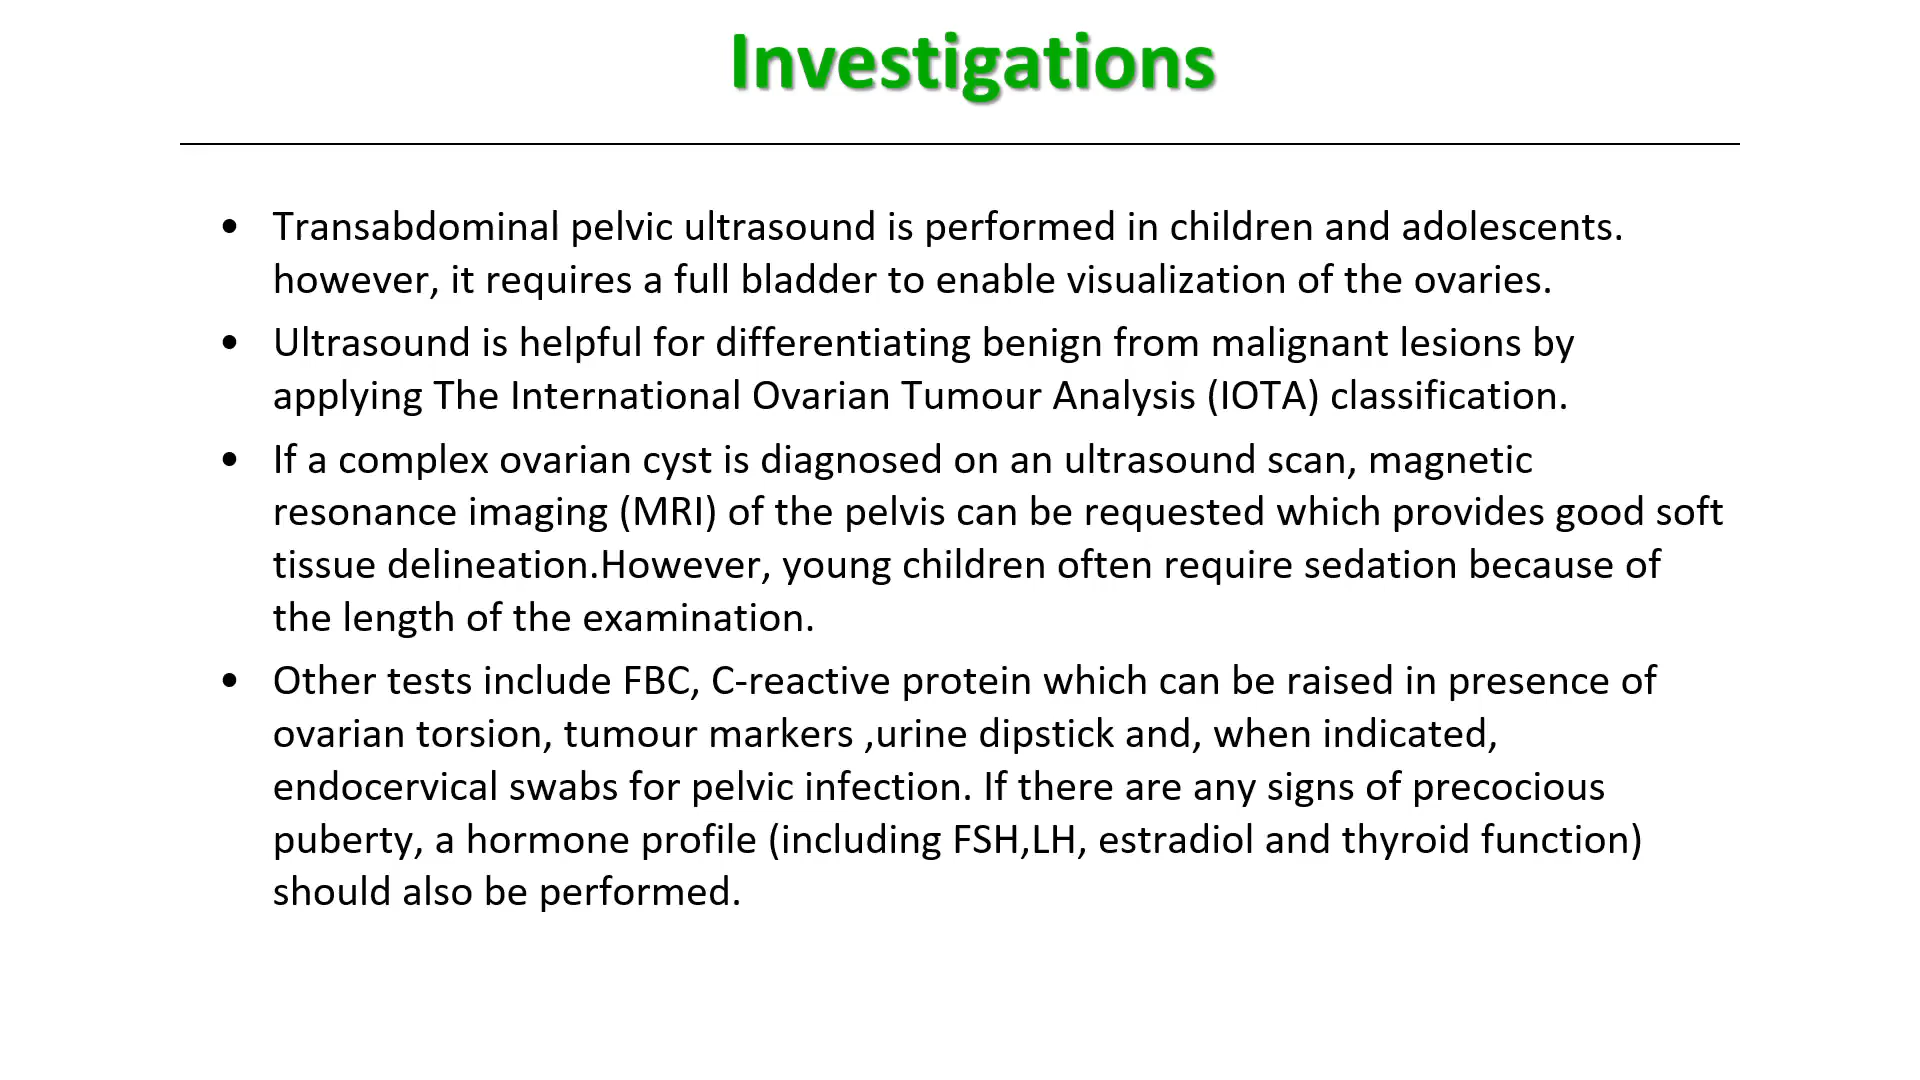 Investigations
• Transabdominal pelvic ultrasound is performed in children and adolescents.
however, it requires a full bladder to enable visualization of the ovaries.
• Ultrasound is helpful for differentiating benign from malignant lesions by
applying The International Ovarian Tumour Analysis (IOTA) classification.
• If a complex ovarian cyst is diagnosed on an ultrasound scan, magnetic
resonance imaging (MRI) of the pelvis can be requested which provides good soft
tissue delineation.However, young children often require sedation because of
the length of the examination.
• Other tests include FBC, C-reactive protein which can be raised in presence of
ovarian torsion, tumour markers ,urine dipstick and, when indicated,
endocervical swabs for pelvic infection. If there are any signs of precocious
puberty, a hormone profile (including FSH,LH, estradiol and thyroid function)
should also be performed.